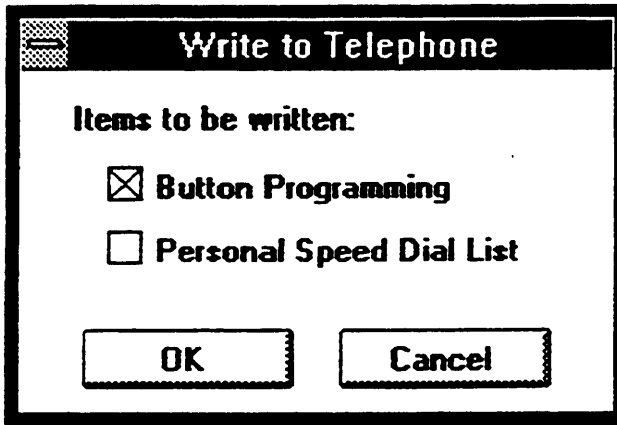 Write to Telephone
Items to be written:
Button Programming
Personal Speed Dial List
OK
Cancel